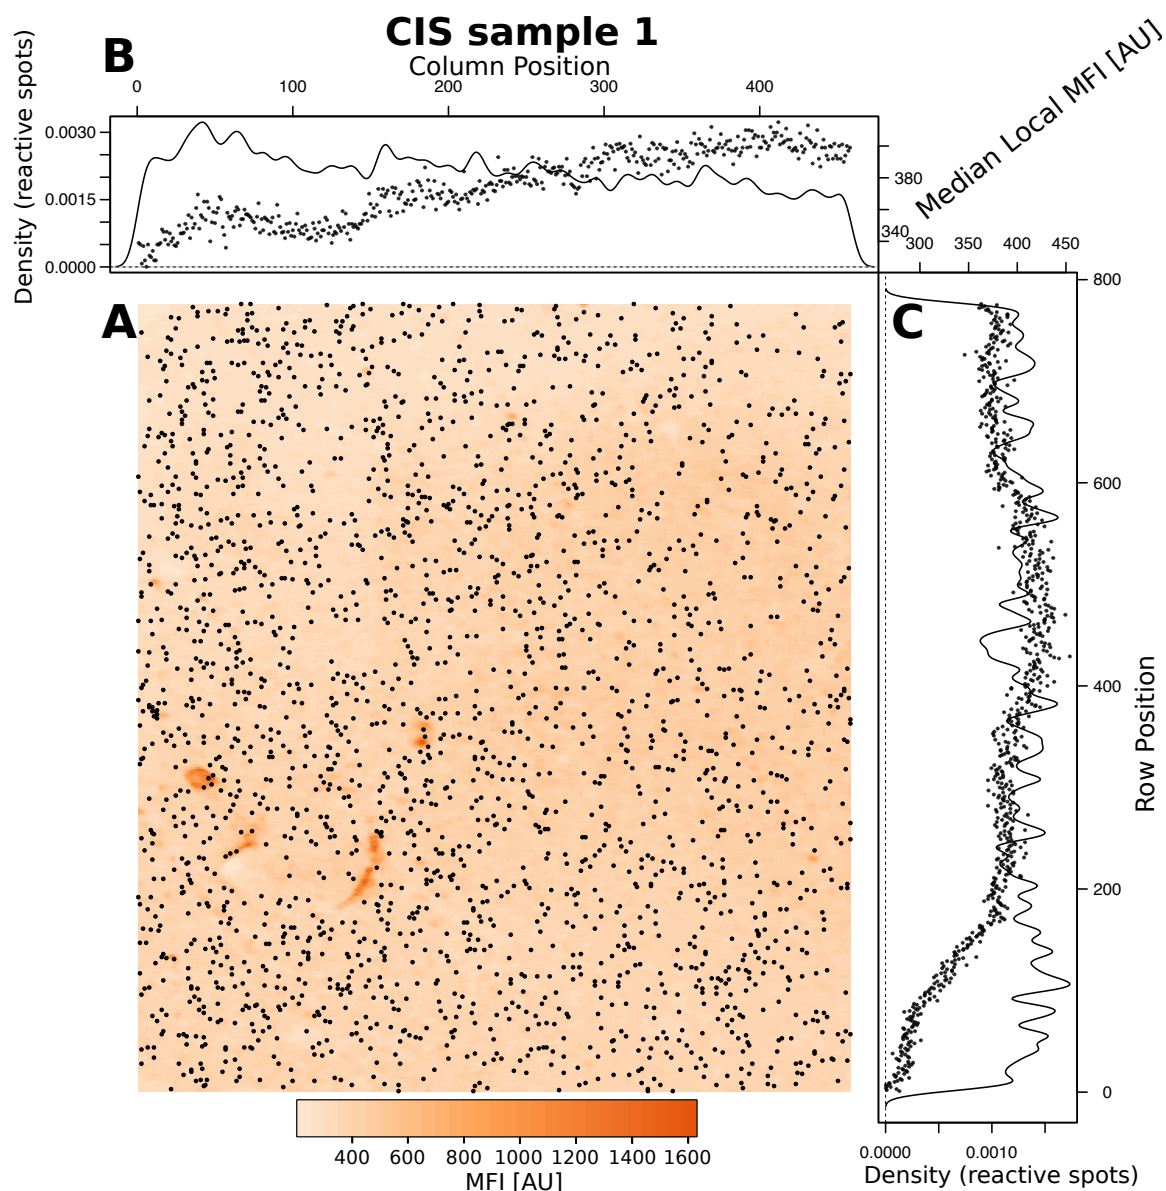 CIS sample 1
B
Column Position
0 100 200 300 400
Density (reactive spots)
0.0030
0.0015
0.0000
380
340
Median Local MFI [AU]
300 350 400 450
A
C
800
600
400
200
0
Row Position
0.0000 0.0010
Density (reactive spots)
400 600 800 1000 1200 1400 1600
MFI [AU]